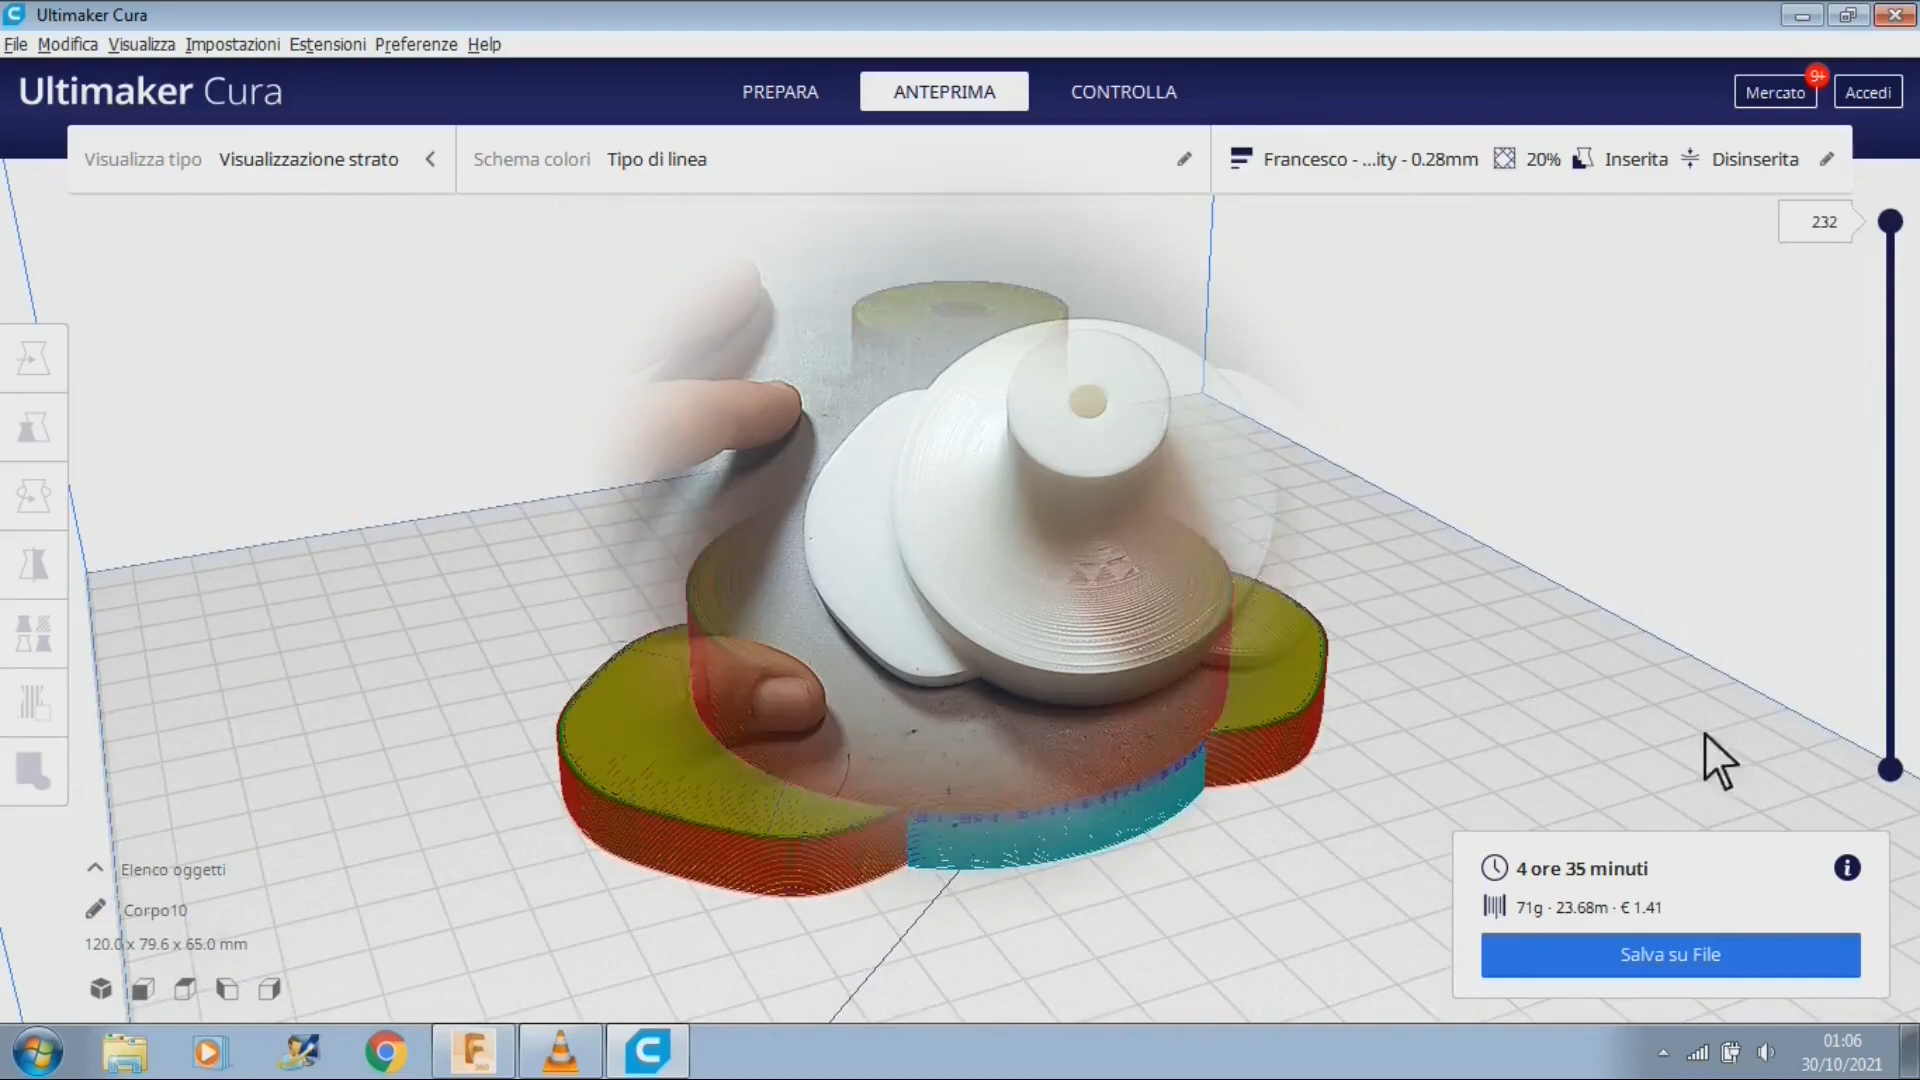 Ultimaker Cura
File Modifica Visualizza Impostazioni Estensioni Preferenze Help
Ultimaker Cura
PREPARA ANTEPRIMA CONTROLLA
9+
Mercato Accedi
Visualizza tipo Visualizzazione strato
Schema colori Tipo di linea
Francesco - ...ity - 0.28mm 20% Inserita Disinserita
232
Elenco oggetti
Corpo10
120.0 x 79.6 x 65.0 mm
4 ore 35 minuti
71g · 23.68m · € 1.41
Salva su File
F
360
01:06
30/10/2021